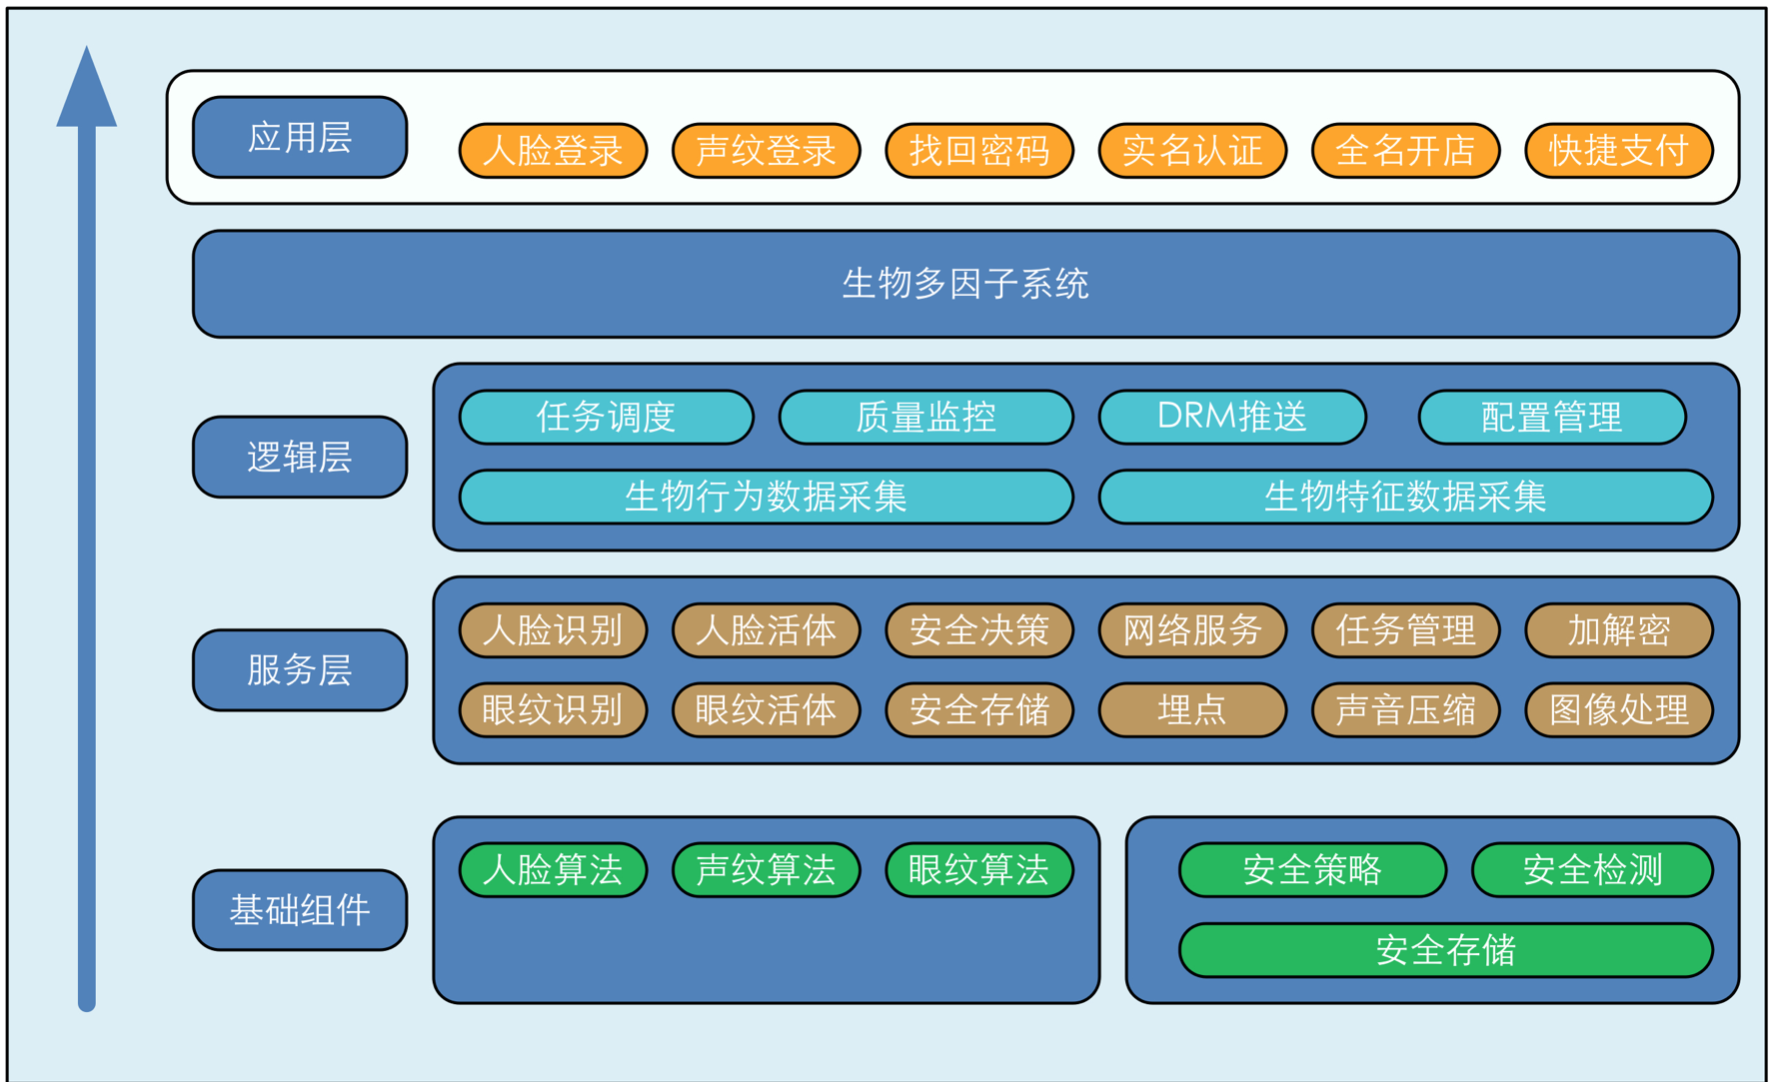 应用层
人脸登录 声纹登录 找回密码 实名认证 全名开店 快捷支付
生物多因子系统
逻辑层
任务调度 质量监控 DRM推送 配置管理
生物行为数据采集 生物特征数据采集
服务层
人脸识别 人脸活体 安全决策 网络服务 任务管理 加解密
眼纹识别 眼纹活体 安全存储 埋点 声音压缩 图像处理
基础组件
人脸算法 声纹算法 眼纹算法 安全策略 安全检测
安全存储